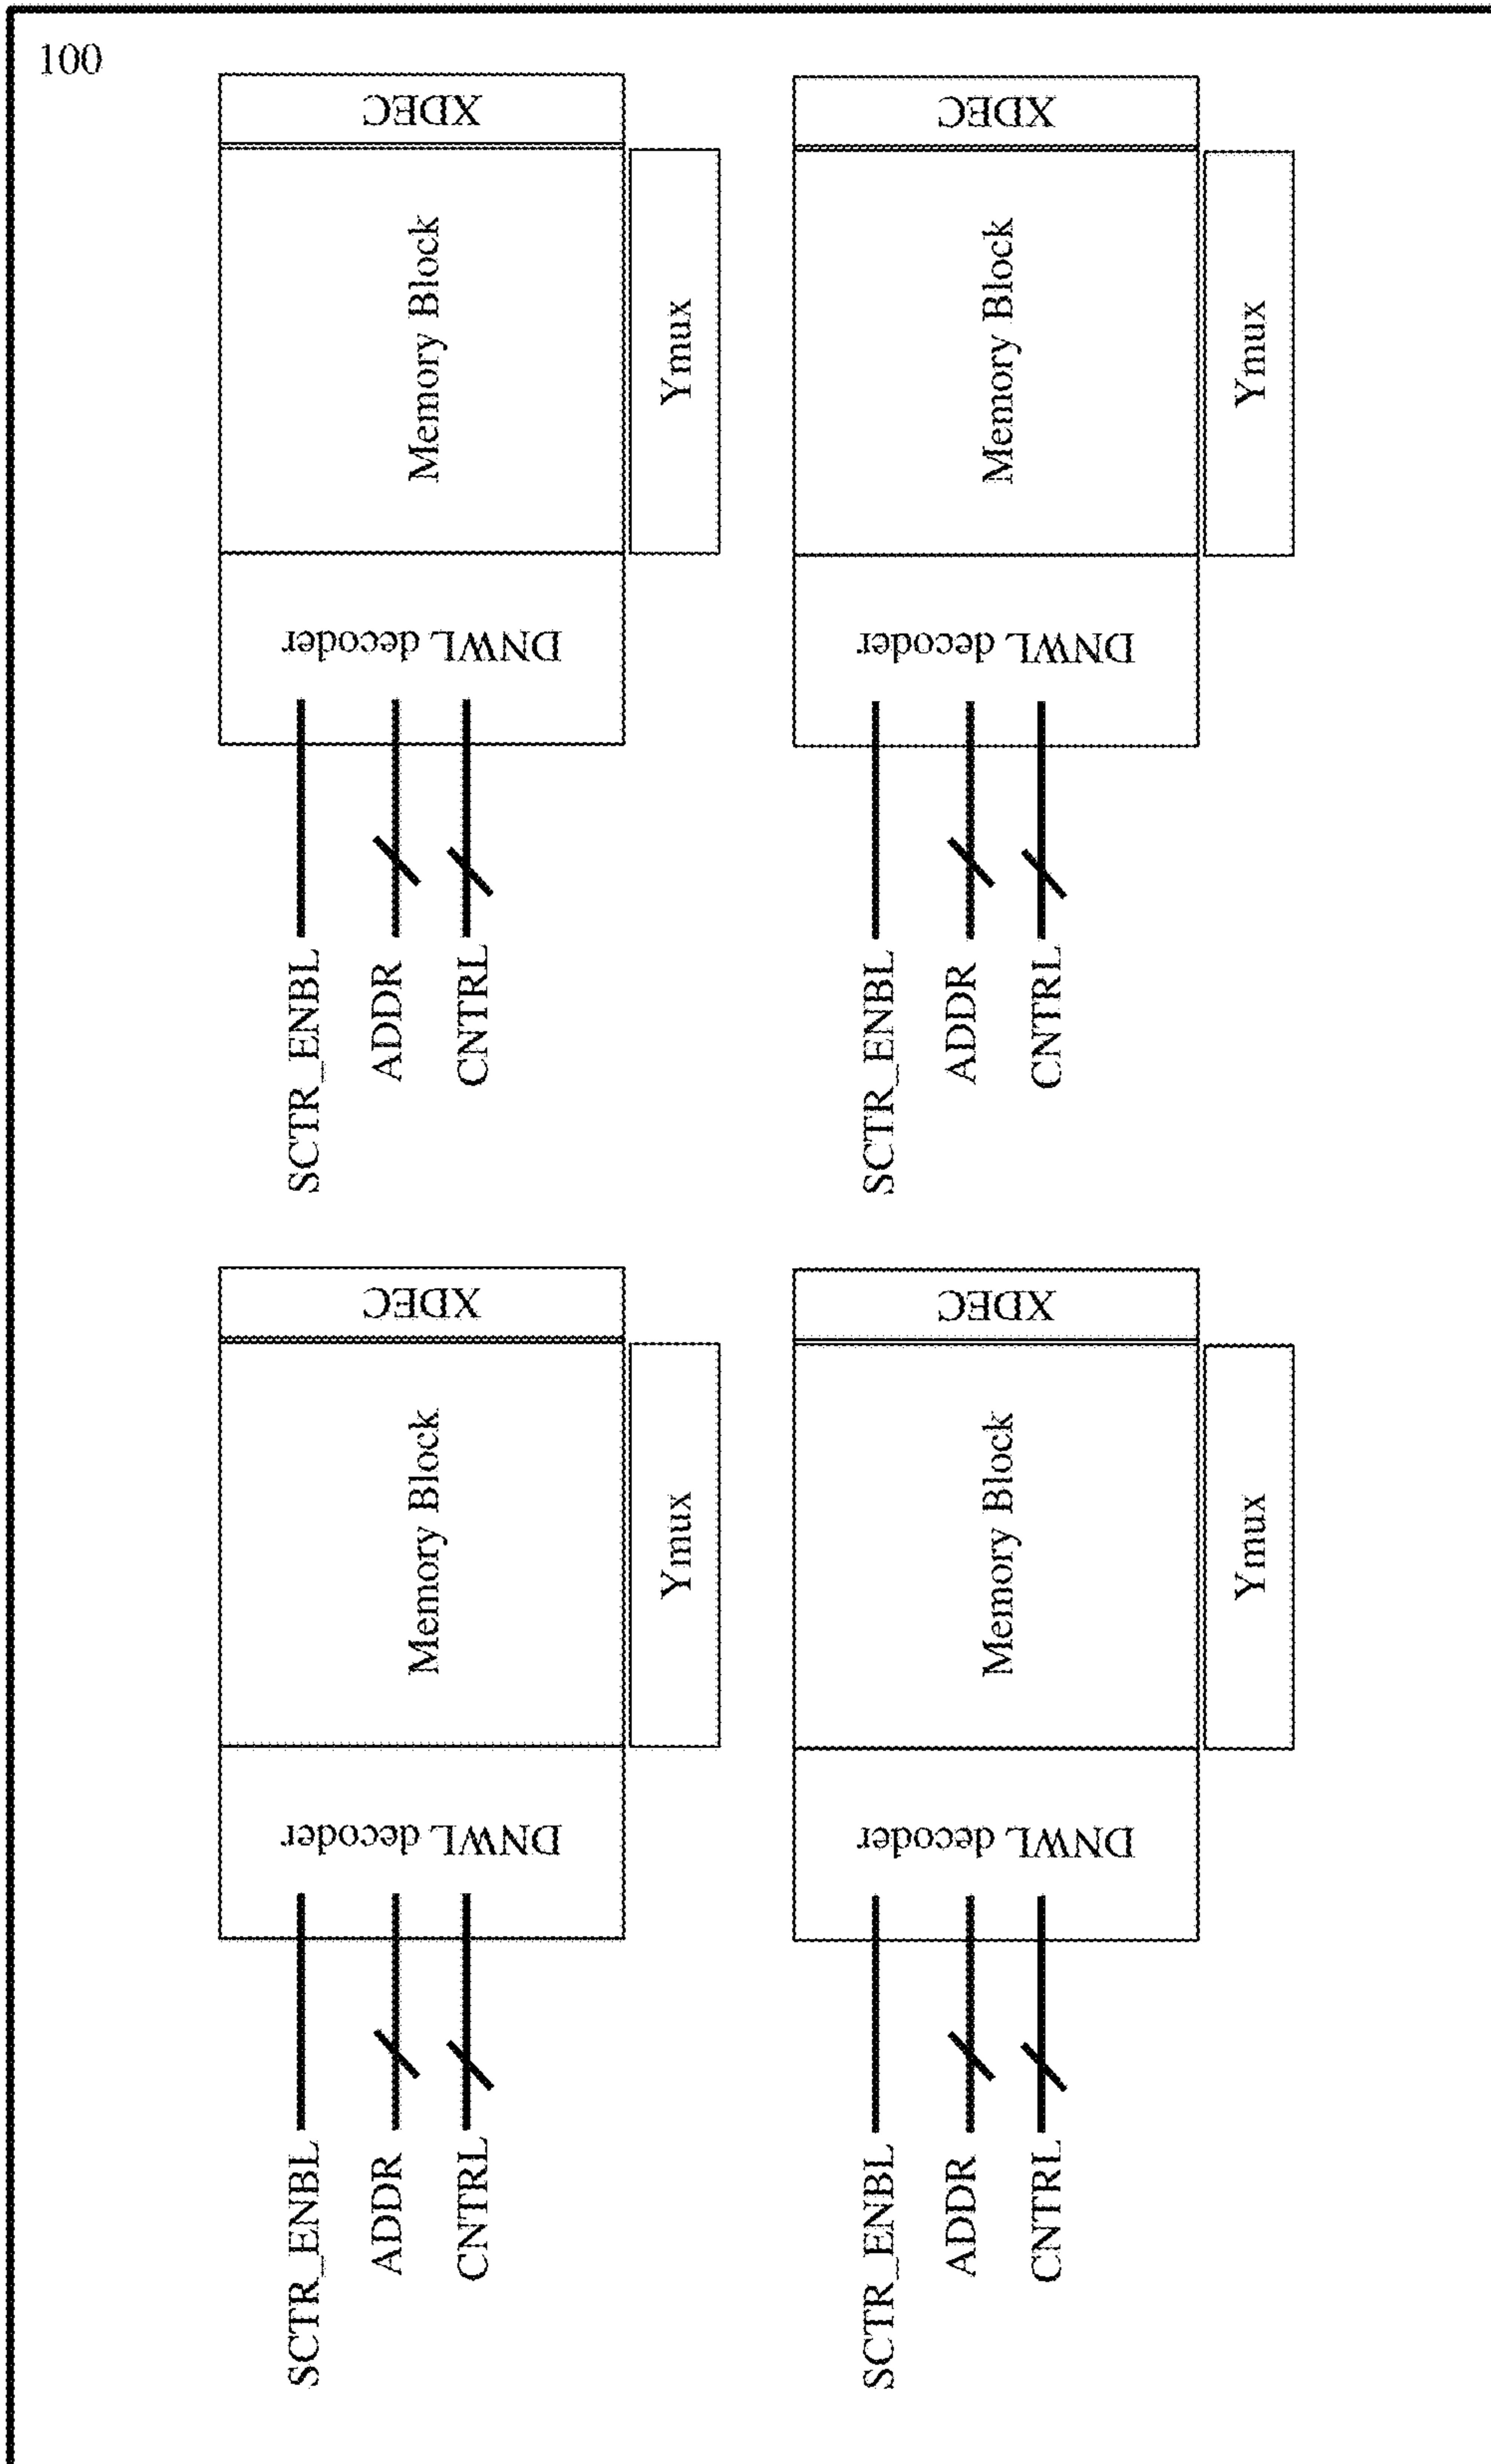 100
XDEC
Memory Block
Ymux
DNWL decoder
SCTR_ENBL
ADDR
CNTRL
XDEC
Memory Block
Ymux
DNWL decoder
SCTR_ENBL
ADDR
CNTRL
XDEC
Memory Block
Ymux
DNWL decoder
SCTR_ENBL
ADDR
CNTRL
XDEC
Memory Block
Ymux
DNWL decoder
SCTR_ENBL
ADDR
CNTRL